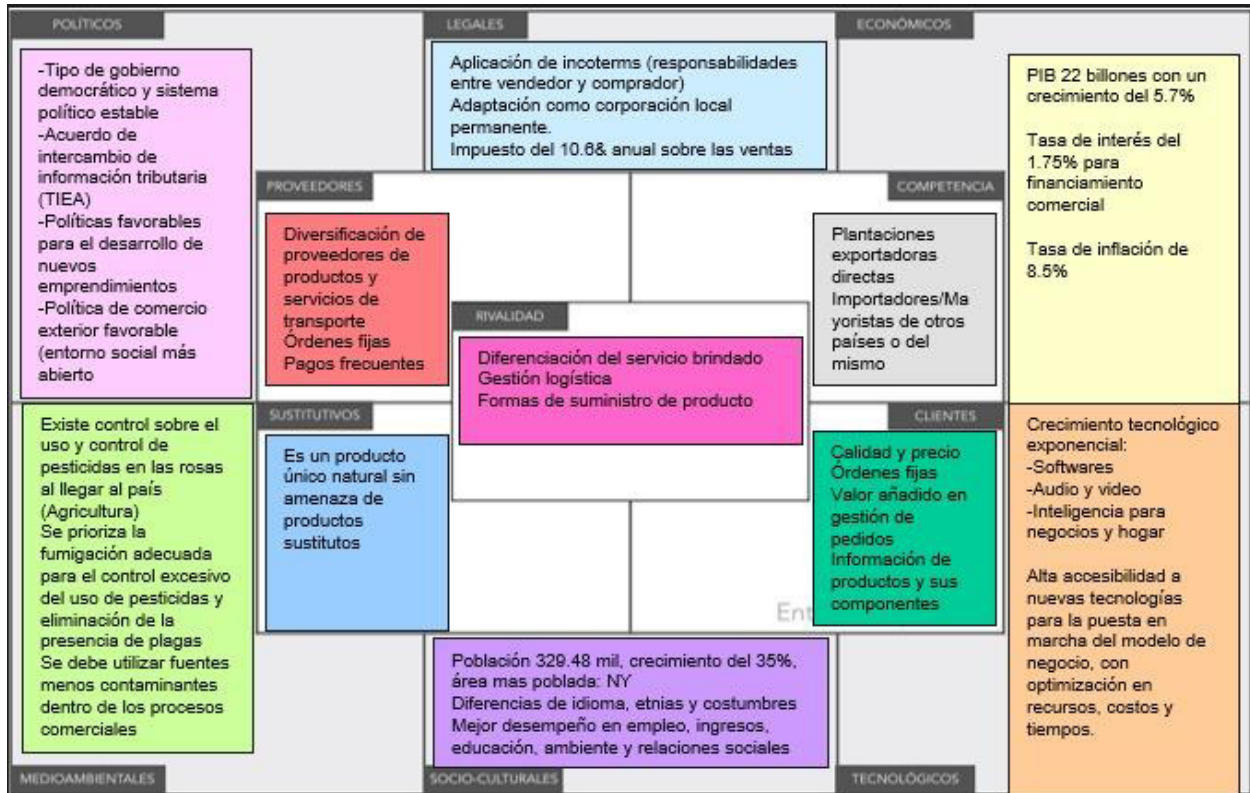 POLÍTICOS
-Tipo de gobierno
democrático y sistema
político estable
-Acuerdo de
intercambio de
información tributaria
(TIEA)
-Políticas favorables
para el desarrollo de
nuevos
emprendimientos
-Política de comercio
exterior favorable
(entorno social más
abierto
LEGALES
Aplicación de incoterms (responsabilidades
entre vendedor y comprador)
Adaptación como corporación local
permanente.
Impuesto del 10.6& anual sobre las ventas
ECONÓMICOS
PIB 22 billones con un
crecimiento del 5.7%
Tasa de interés del
1.75% para
financiamiento
comercial
Tasa de inflación de
8.5%
PROVEEDORES
Diversificación de
proveedores de
productos y
servicios de
transporte
Órdenes fijas
Pagos frecuentes
RIVALIDAD
Diferenciación del servicio brindado
Gestión logística
Formas de suministro de producto
COMPETENCIA
Plantaciones
exportadoras
directas
Importadores/Ma
yoristas de otros
países o del
mismo
Existe control sobre el
uso y control de
pesticidas en las rosas
al llegar al país
(Agricultura)
Se prioriza la
fumigación adecuada
para el control excesivo
del uso de pesticidas y
eliminación de la
presencia de plagas
Se debe utilizar fuentes
menos contaminantes
dentro de los procesos
comerciales
MEDIOAMBIENTALES
SUSTITUTIVOS
Es un producto
único natural sin
amenaza de
productos
sustitutos
CLIENTES
Calidad y precio
Órdenes fijas
Valor añadido en
gestión de
pedidos
Información de
productos y sus
componentes
Ent
Población 329.48 mil, crecimiento del 35%,
área mas poblada: NY
Diferencias de idioma, etnias y costumbres
Mejor desempeño en empleo, ingresos,
educación, ambiente y relaciones sociales
SOCIO-CULTURALES
Crecimiento tecnológico
exponencial:
-Softwares
-Audio y video
-Inteligencia para
negocios y hogar
Alta accesibilidad a
nuevas tecnologías
para la puesta en
marcha del modelo de
negocio, con
optimización en
recursos, costos y
tiempos.
TECNOLÓGICOS